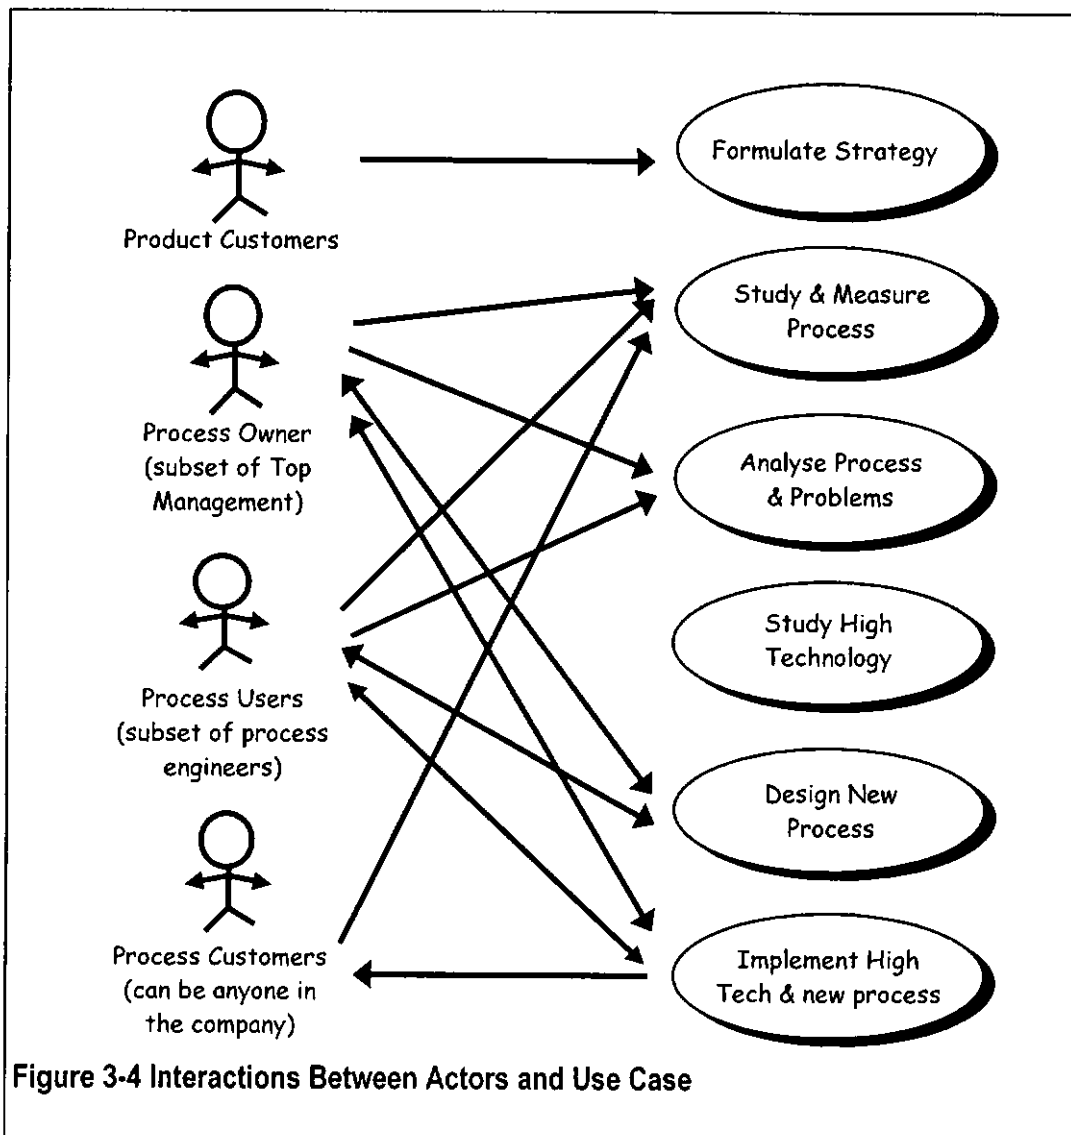 Formulate Strategy
Product Customers
Study & Measure
Process
Process Owner
(subset of Top
Management)
Analyse Process
& Problems
Study High
Technology
Process Users
(subset of process
engineers)
Design New
Process
Process Customers
(can be anyone in
the company)
Implement High
Tech & new process
Figure 3-4 Interactions Between Actors and Use Case